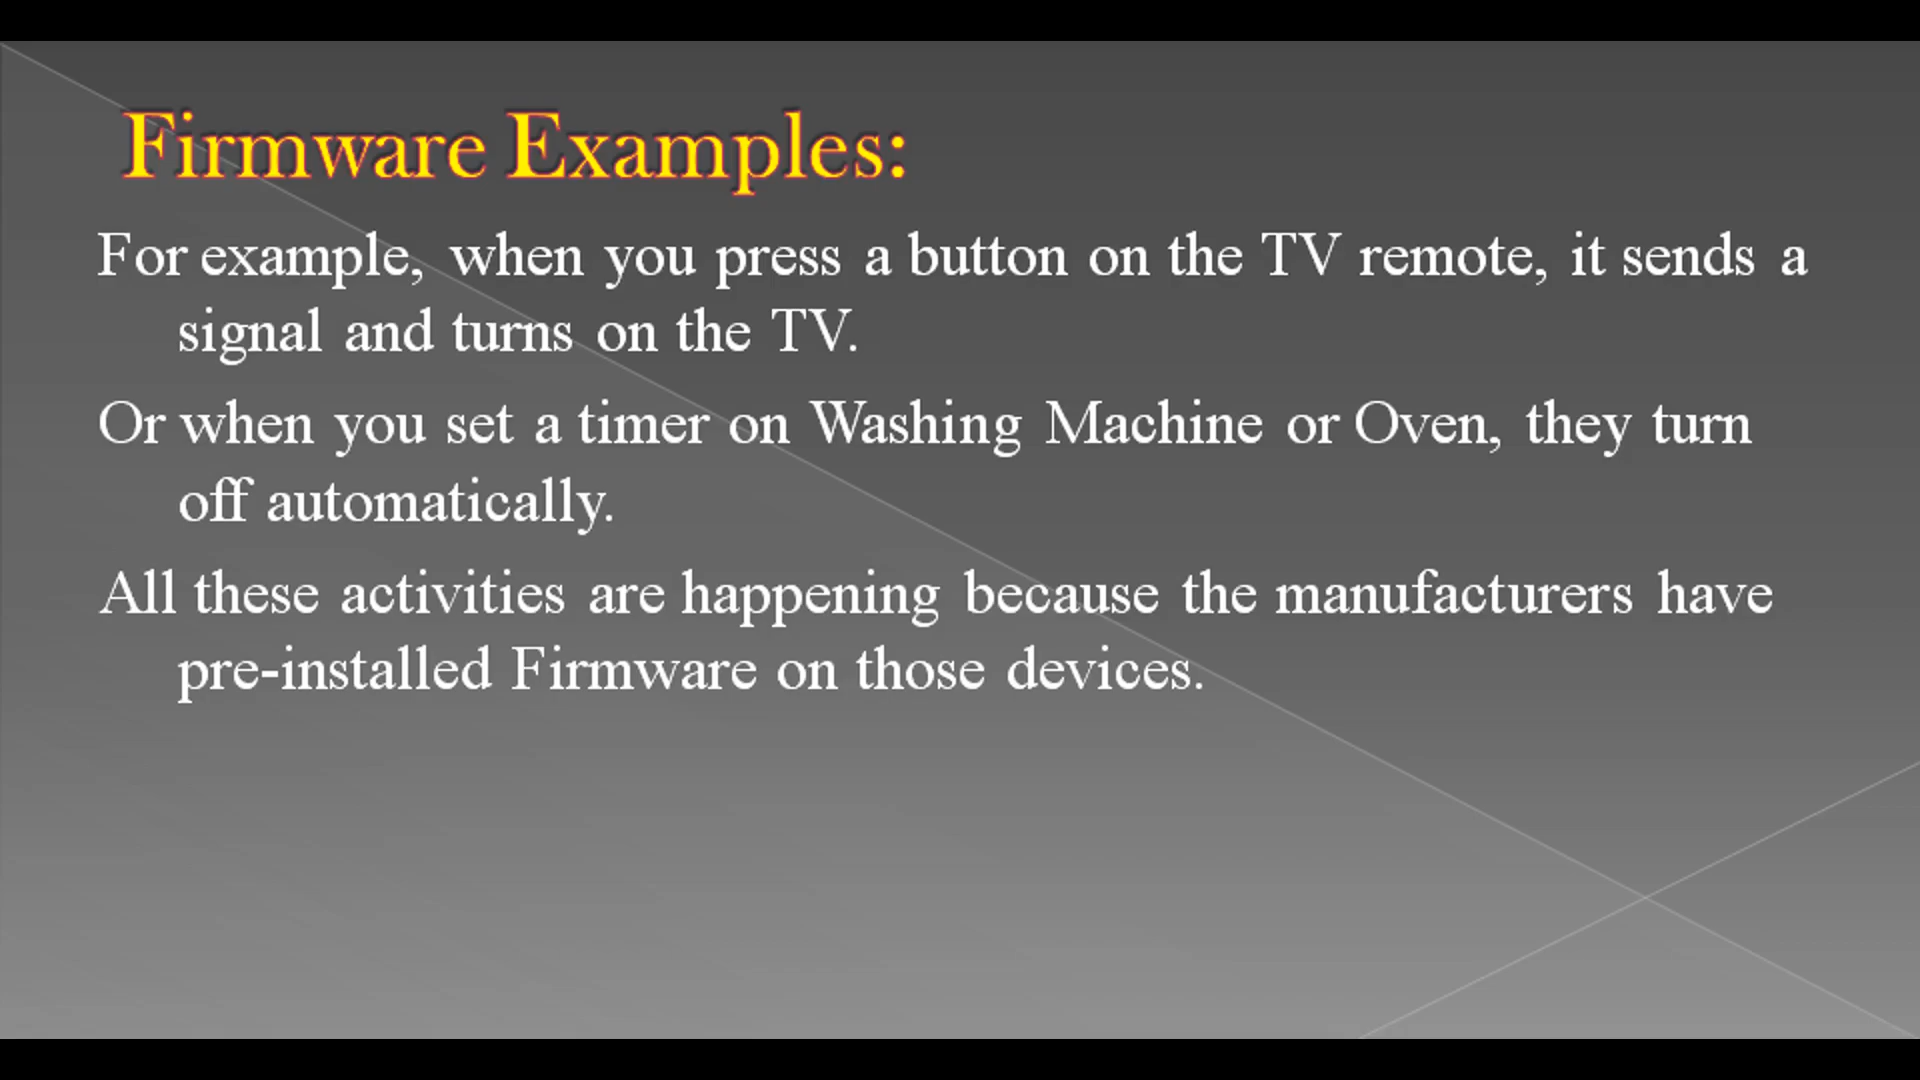 Firmware Examples:
For example, when you press a button on the TV remote, it sends a
signal and turns on the TV.
Or when you set a timer on Washing Machine or Oven, they turn
off automatically.
All these activities are happening because the manufacturers have
pre-installed Firmware on those devices.